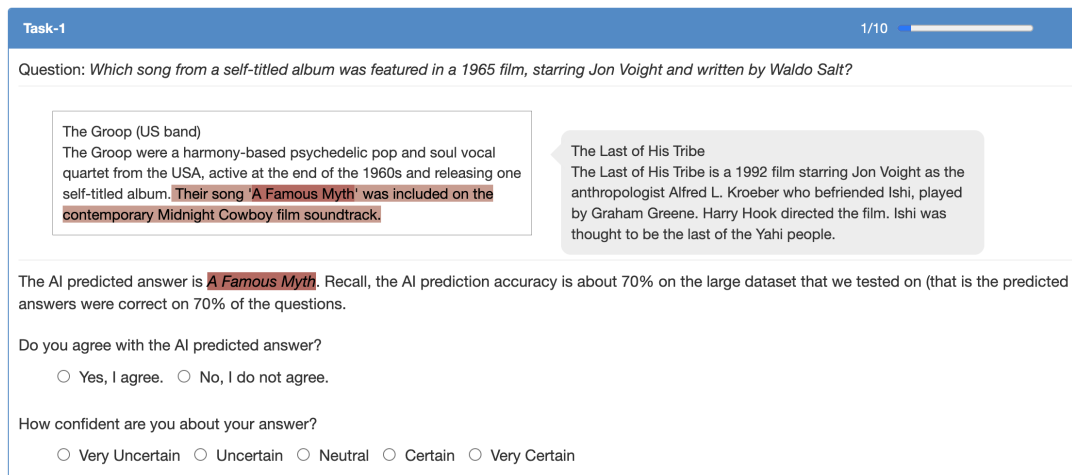 Task-1
1/10
Question: Which song from a self-titled album was featured in a 1965 film, starring Jon Voight and written by Waldo Salt?
The Groop (US band)
The Groop were a harmony-based psychedelic pop and soul vocal
quartet from the USA, active at the end of the 1960s and releasing one
self-titled album. Their song 'A Famous Myth' was included on the
contemporary Midnight Cowboy film soundtrack.
The Last of His Tribe
The Last of His Tribe is a 1992 film starring Jon Voight as the
anthropologist Alfred L. Kroeber who befriended Ishi, played
by Graham Greene. Harry Hook directed the film. Ishi was
thought to be the last of the Yahi people.
The AI predicted answer is A Famous Myth. Recall, the AI prediction accuracy is about 70% on the large dataset that we tested on (that is the predicted
answers were correct on 70% of the questions.
Do you agree with the AI predicted answer?
Yes, I agree. No, I do not agree.
How confident are you about your answer?
Very Uncertain Uncertain Neutral Certain Very Certain